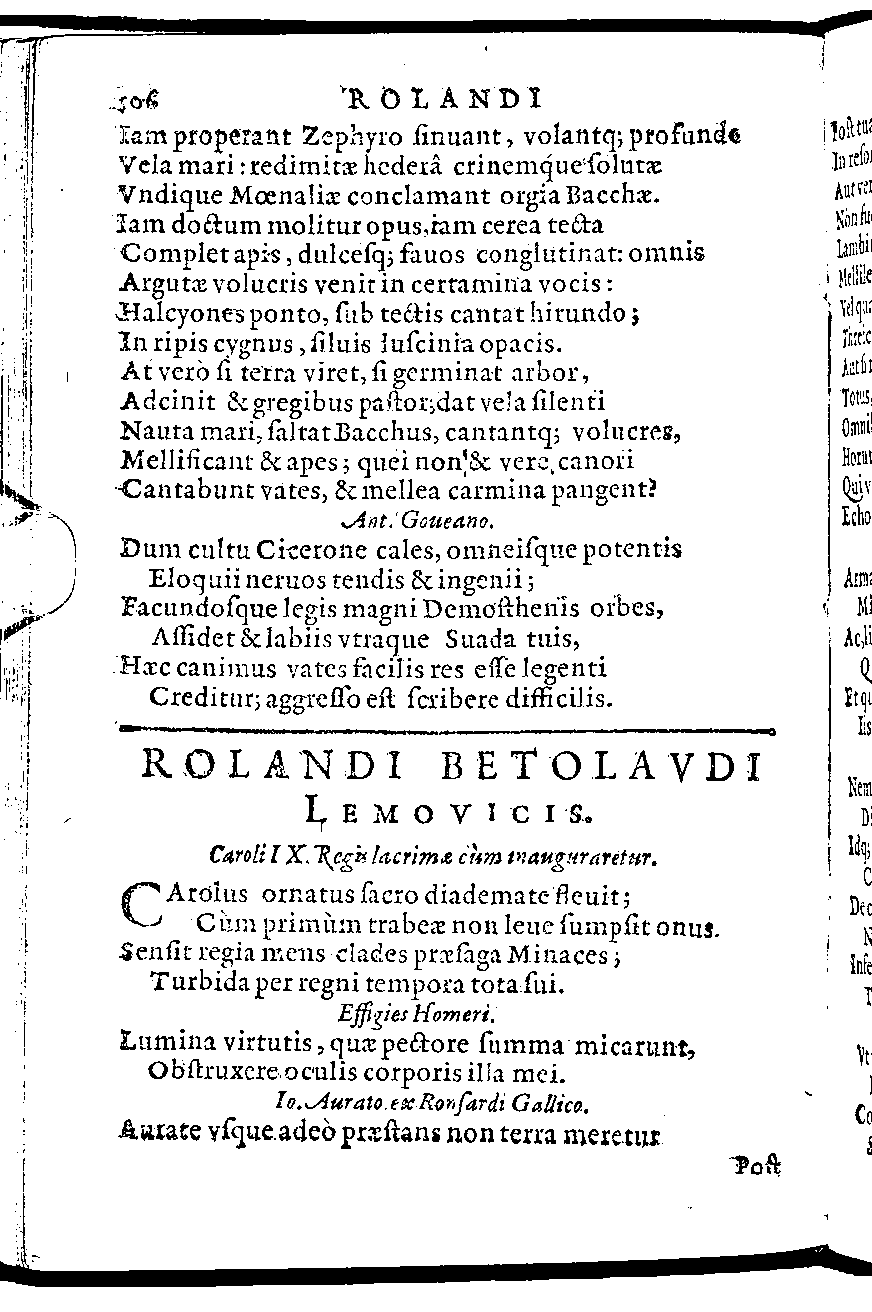 506 ROLANDI
Iam properant Zephyro ſinuant, volantq; profundo
Vela mari: redimitæ hederâ crinemq́ue ſolutæ
Vndique Mœnaliæ conclamant orgia Bacchæ.
Iam doctum molitur opus, iam cerea tecta
Complet apis, dulceſq; fauos conglutinat: omnis
Argutæ volucris venit in certamina vocis:
Halcyones ponto, ſub tectis cantat hirundo;
In ripis cygnus, ſiluis luſcinia opacis.
At verò ſi terra viret, ſi germinat arbor,
Adcinit & gregibus paſtor, dat vela ſilenti
Nauta mari, ſaltat Bacchus, cantantq; volucres,
Mellificant & apes; quei non & vere canori
Cantabunt vates, & mellea carmina pangent?
Ant. Goueano.
Dum cultu Cicerone cales, omneiſque potentis
Eloquii neruos tendis & ingenii;
Facundoſque legis magni Demoſthenis orbes,
Aſſidet & labiis vtraque Suada tuis,
Hæc canimus vates facilis res eſſe legenti
Creditur; aggreſſo eſt ſcribere difficilis.
ROLANDI BETOLAVDI
LEMOVICIS.
Caroli IX. Regis lacrimæ cùm inauguraretur.
CArolus ornatus ſacro diademate fleuit;
Cùm primùm trabeæ non leue ſumpſit onus.
Senſit regia mens clades præſaga Minaces;
Turbida per regni tempora tota ſui.
Effigies Homeri.
Lumina virtutis, quæ pectore ſumma micarunt,
Obſtruxere oculis corporis illa mei.
Io. Aurato ex Ronſardi Gallico.
Aurate vſque adeò præſtans non terra meretur
Poſt